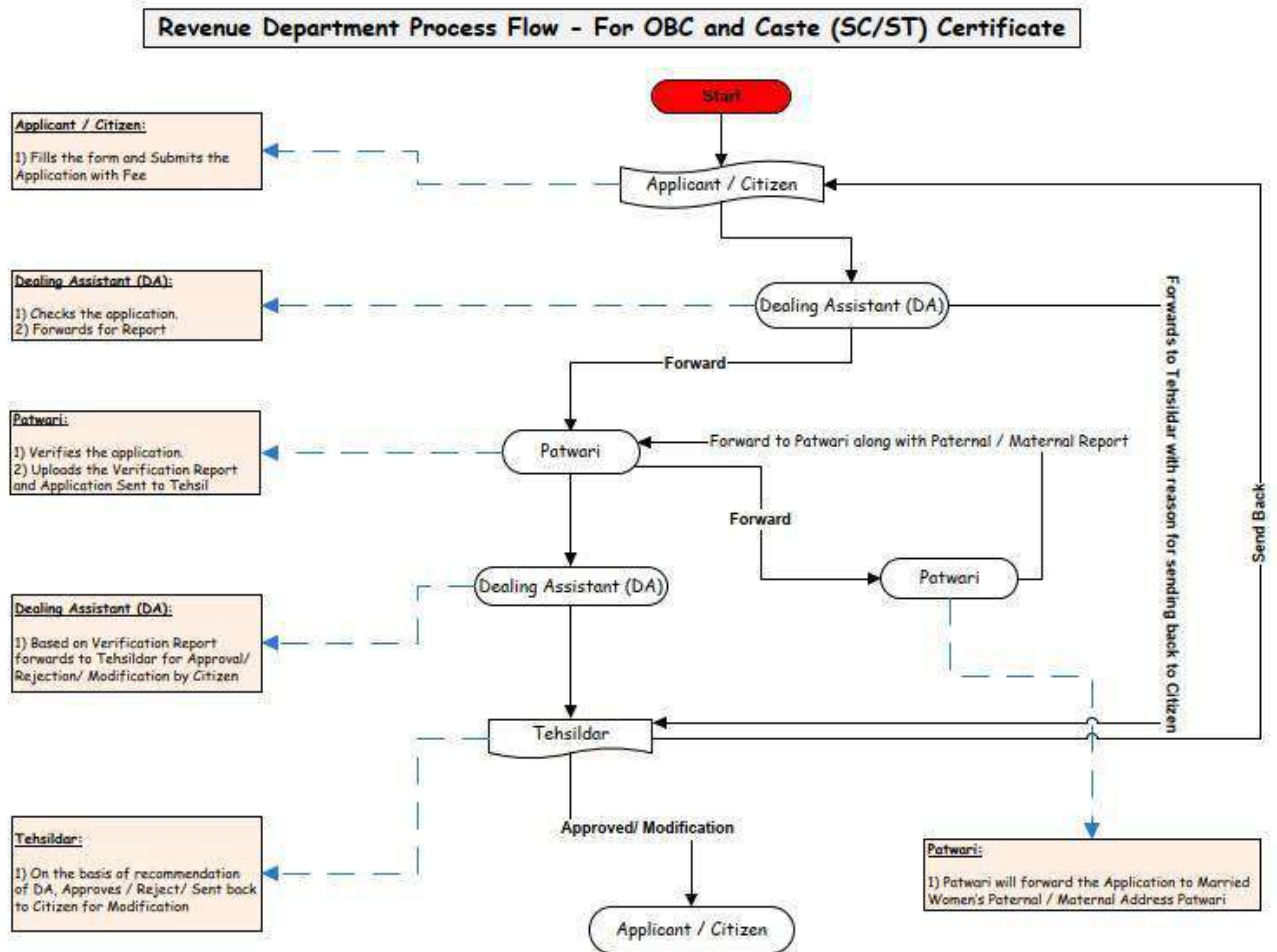 Revenue Department Process Flow - For OBC and Caste (SC/ST) Certificate
Start
Applicant / Citizen:
1) Fills the form and Submits the
Application with Fee
Applicant / Citizen
Dealing Assistant (DA):
1) Checks the application.
2) Forwards for Report
Dealing Assistant (DA)
Forwards to Tehsildar with reason for sending back to Citizen
Send Back
Forward
Patwari:
1) Verifies the application.
2) Uploads the Verification Report
and Application Sent to Tehsil
Patwari
Forward to Patwari along with Paternal / Maternal Report
Forward
Patwari
Dealing Assistant (DA)
Dealing Assistant (DA):
1) Based on Verification Report
forwards to Tehsildar for Approval/
Rejection/ Modification by Citizen
Tehsildar
Approved/ Modification
Tehsildar:
1) On the basis of recommendation
of DA, Approves / Reject/ Sent back
to Citizen for Modification
Patwari:
1) Patwari will forward the Application to Married
Women's Paternal / Maternal Address Patwari
Applicant / Citizen